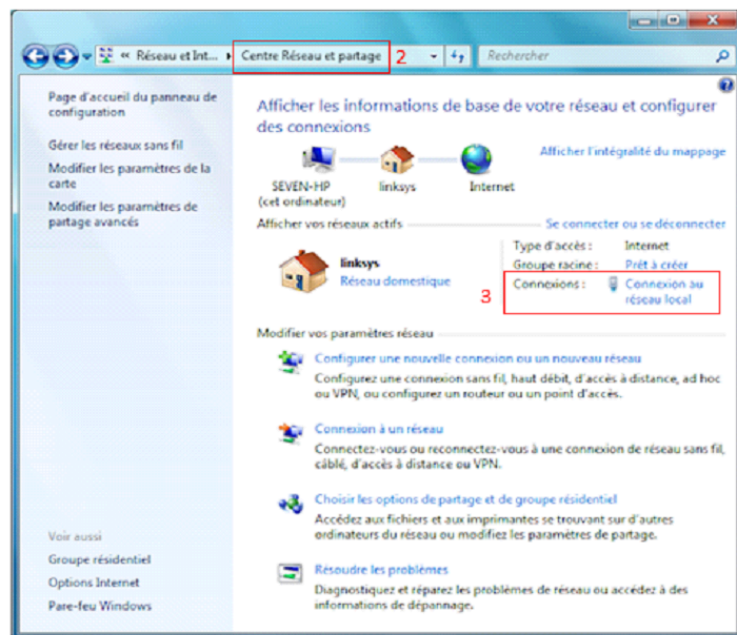 « Réseau et Int... ▸ Centre Réseau et partage 2 Rechercher
Page d'accueil du panneau de
configuration
Gérer les réseaux sans fil
Modifier les paramètres de la
carte
Modifier les paramètres de
partage avancés
Voir aussi
Groupe résidentiel
Options Internet
Pare-feu Windows
Afficher les informations de base de votre réseau et configurer
des connexions
Afficher l'intégralité du mappage
SEVEN-HP linksys Internet
(cet ordinateur)
Afficher vos réseaux actifs Se connecter ou se déconnecter
linksys
Réseau domestique
Type d'accès : Internet
Groupe racine : Prêt à créer
3 Connexions : Connexion au
réseau local
Modifier vos paramètres réseau
Configurer une nouvelle connexion ou un nouveau réseau
Configurez une connexion sans fil, haut débit, d'accès à distance, ad hoc
ou VPN, ou configurez un routeur ou un point d'accès.
Connexion à un réseau
Connectez-vous ou reconnectez-vous à une connexion de réseau sans fil,
câblé, d'accès à distance ou VPN.
Choisir les options de partage et de groupe résidentiel
Accédez aux fichiers et aux imprimantes se trouvant sur d'autres
ordinateurs du réseau ou modifiez les paramètres de partage.
Résoudre les problèmes
Diagnostiquez et réparez les problèmes de réseau ou accédez à des
informations de dépannage.